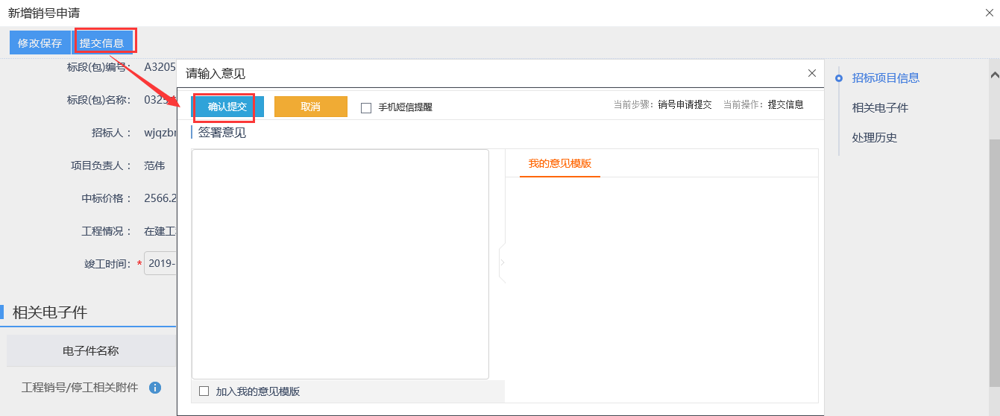 新增销号申请
修改保存 提交信息
标段(包)编号： A3205
标段(包)名称： 0325
招标人： wjqzbr
项目负责人： 范伟
中标价格： 2566.2
工程情况： 在建工
竣工时间：* 2019-
相关电子件
电子件名称
工程销号/停工相关附件
请输入意见
确认提交 取消 手机短信提醒 当前步骤：销号申请提交 当前操作：提交信息
签署意见
我的意见模版
加入我的意见模版
招标项目信息
相关电子件
处理历史